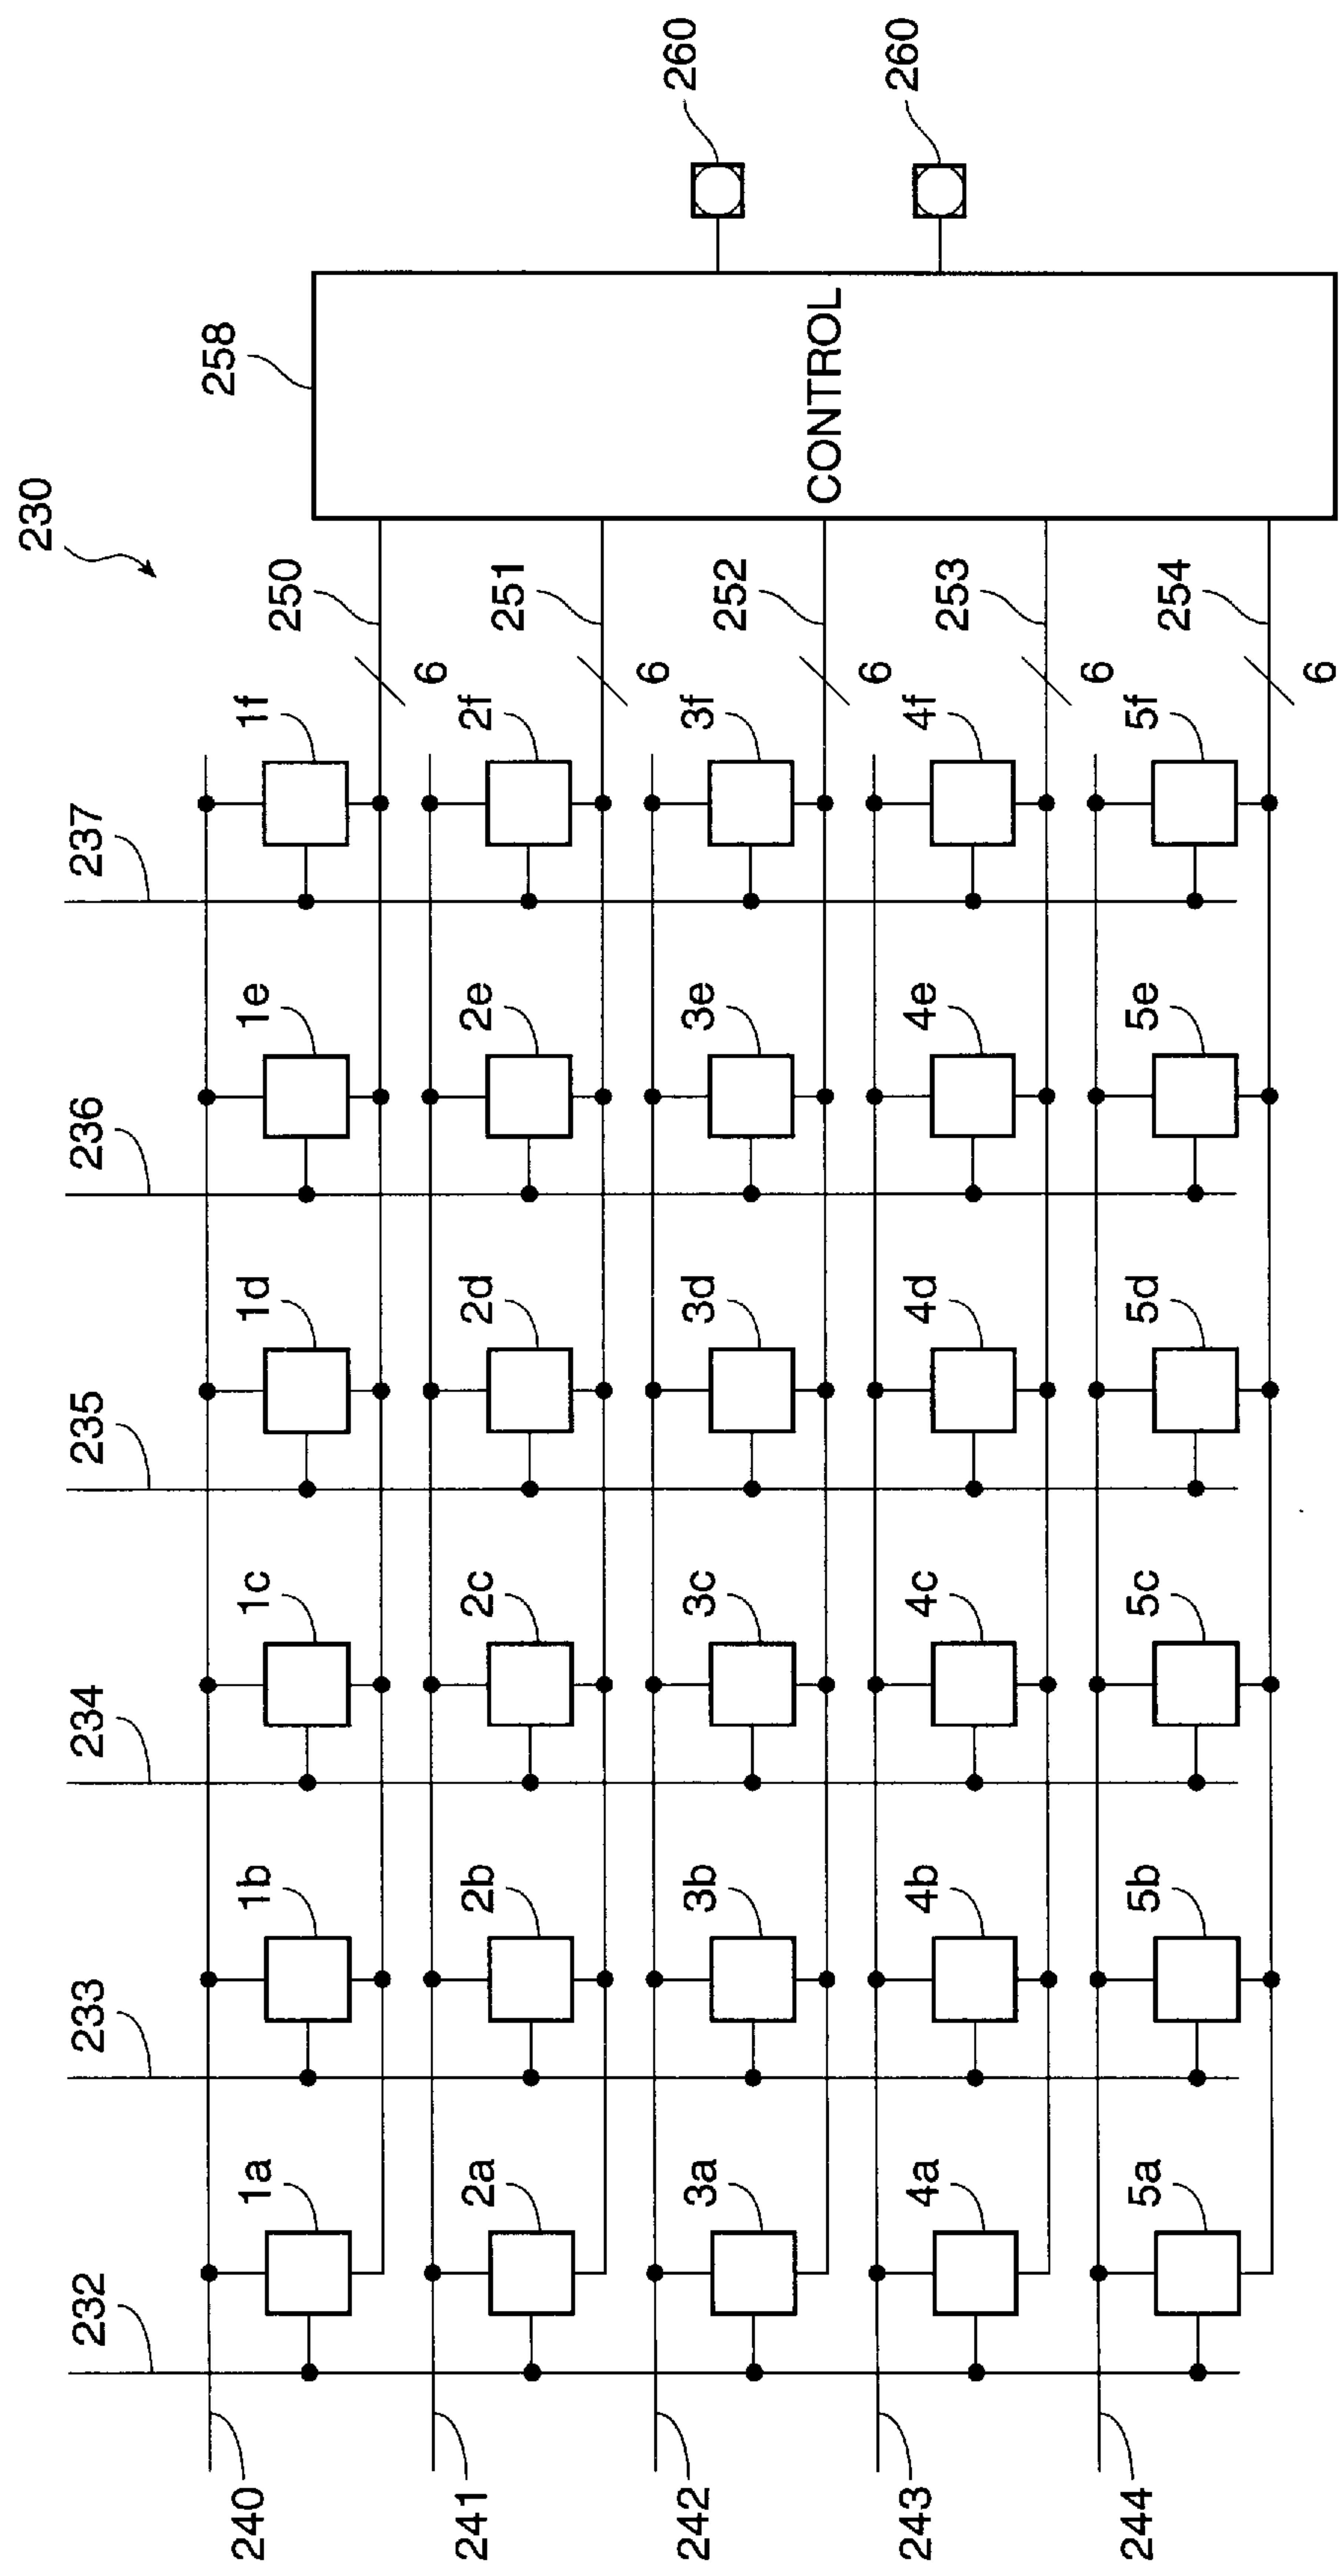 230
232 233 234 235 236 237
258
240 1a 1b 1c 1d 1e 1f 250
6
241 2a 2b 2c 2d 2e 2f 251
6
260
242 3a 3b 3c 3d 3e 3f 252
CONTROL
6
260
243 4a 4b 4c 4d 4e 4f 253
6
244 5a 5b 5c 5d 5e 5f 254
6